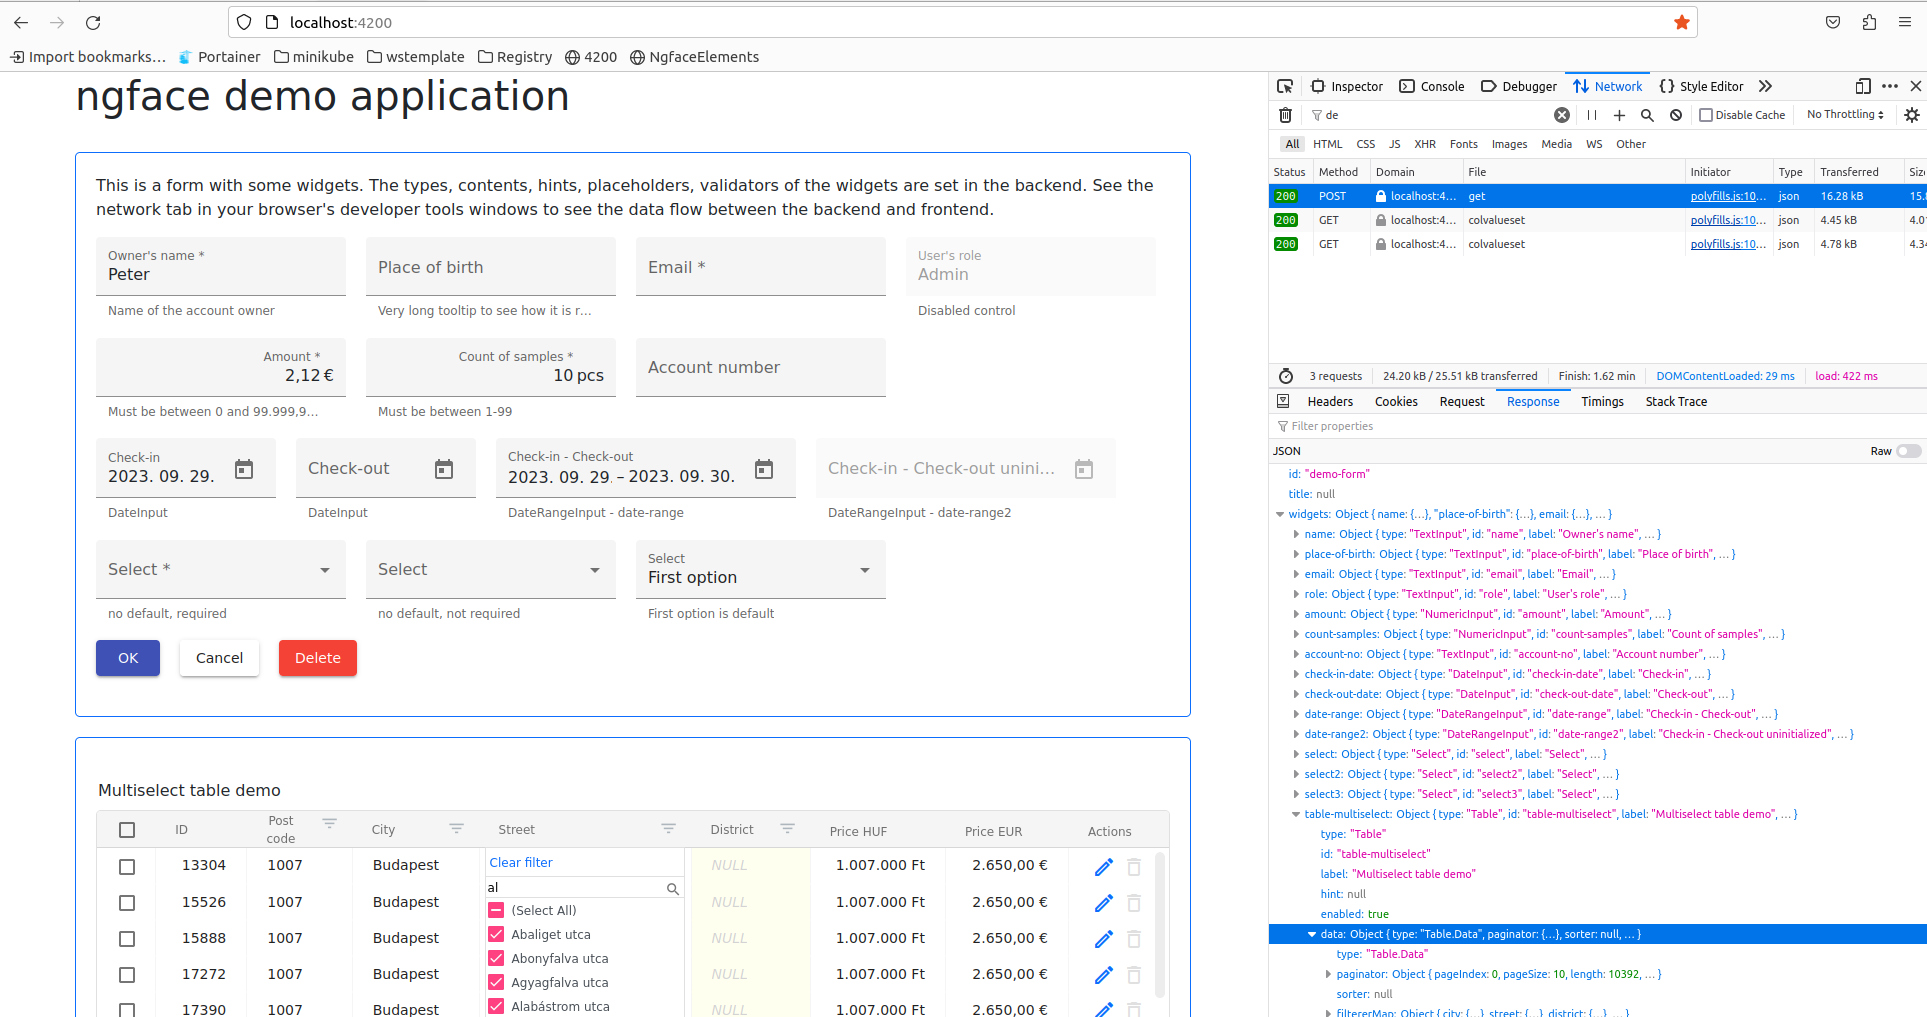 localhost:4200
Import bookmarks... Portainer minikube wstemplate Registry 4200 NgfaceElements
ngface demo application
This is a form with some widgets. The types, contents, hints, placeholders, validators of the widgets are set in the backend. See the
network tab in your browser's developer tools windows to see the data flow between the backend and frontend.
Owner's name *
Peter
Name of the account owner
Place of birth
Very long tooltip to see how it is r...
Email *
User's role
Admin
Disabled control
Amount *
2,12 €
Must be between 0 and 99.999,9...
Count of samples *
10 pcs
Must be between 1-99
Account number
Check-in
2023. 09. 29.
DateInput
Check-out
DateInput
Check-in - Check-out
2023. 09. 29. – 2023. 09. 30.
DateRangeInput - date-range
Check-in - Check-out unini...
DateRangeInput - date-range2
Select *
no default, required
Select
no default, not required
Select
First option
First option is default
OK Cancel Delete
Multiselect table demo
ID Post code City Street District Price HUF Price EUR Actions
13304 1007 Budapest NULL 1.007.000 Ft 2.650,00 €
15526 1007 Budapest NULL 1.007.000 Ft 2.650,00 €
15888 1007 Budapest NULL 1.007.000 Ft 2.650,00 €
17272 1007 Budapest NULL 1.007.000 Ft 2.650,00 €
17390 1007 Budapest NULL 1.007.000 Ft 2.650,00 €
Clear filter
al
(Select All)
Abaliget utca
Abonyfalva utca
Agyagfalva utca
Alabástrom utca
Inspector Console Debugger Network Style Editor
de Disable Cache No Throttling
All HTML CSS JS XHR Fonts Images Media WS Other
Status Method Domain File Initiator Type Transferred Siz
200 POST localhost:4... get polyfills.js:10... json 16.28 kB 15.8
200 GET localhost:4... colvalueset polyfills.js:10... json 4.45 kB 4.01
200 GET localhost:4... colvalueset polyfills.js:10... json 4.78 kB 4.34
3 requests 24.20 kB / 25.51 kB transferred Finish: 1.62 min DOMContentLoaded: 29 ms load: 422 ms
Headers Cookies Request Response Timings Stack Trace
Filter properties
JSON Raw
id: "demo-form"
title: null
widgets: Object { name: {...}, "place-of-birth": {...}, email: {...}, ... }
name: Object { type: "TextInput", id: "name", label: "Owner's name", ... }
place-of-birth: Object { type: "TextInput", id: "place-of-birth", label: "Place of birth", ... }
email: Object { type: "TextInput", id: "email", label: "Email", ... }
role: Object { type: "TextInput", id: "role", label: "User's role", ... }
amount: Object { type: "NumericInput", id: "amount", label: "Amount", ... }
count-samples: Object { type: "NumericInput", id: "count-samples", label: "Count of samples", ... }
account-no: Object { type: "TextInput", id: "account-no", label: "Account number", ... }
check-in-date: Object { type: "DateInput", id: "check-in-date", label: "Check-in", ... }
check-out-date: Object { type: "DateInput", id: "check-out-date", label: "Check-out", ... }
date-range: Object { type: "DateRangeInput", id: "date-range", label: "Check-in - Check-out", ... }
date-range2: Object { type: "DateRangeInput", id: "date-range2", label: "Check-in - Check-out uninitialized", ... }
select: Object { type: "Select", id: "select", label: "Select", ... }
select2: Object { type: "Select", id: "select2", label: "Select", ... }
select3: Object { type: "Select", id: "select3", label: "Select", ... }
table-multiselect: Object { type: "Table", id: "table-multiselect", label: "Multiselect table demo", ... }
type: "Table"
id: "table-multiselect"
label: "Multiselect table demo"
hint: null
enabled: true
data: Object { type: "Table.Data", paginator: {...}, sorter: null, ... }
type: "Table.Data"
paginator: Object { pageIndex: 0, pageSize: 10, length: 10392, ... }
sorter: null
filtererMap: Object { city: {...}, street: {...}, district: {...}, ... }